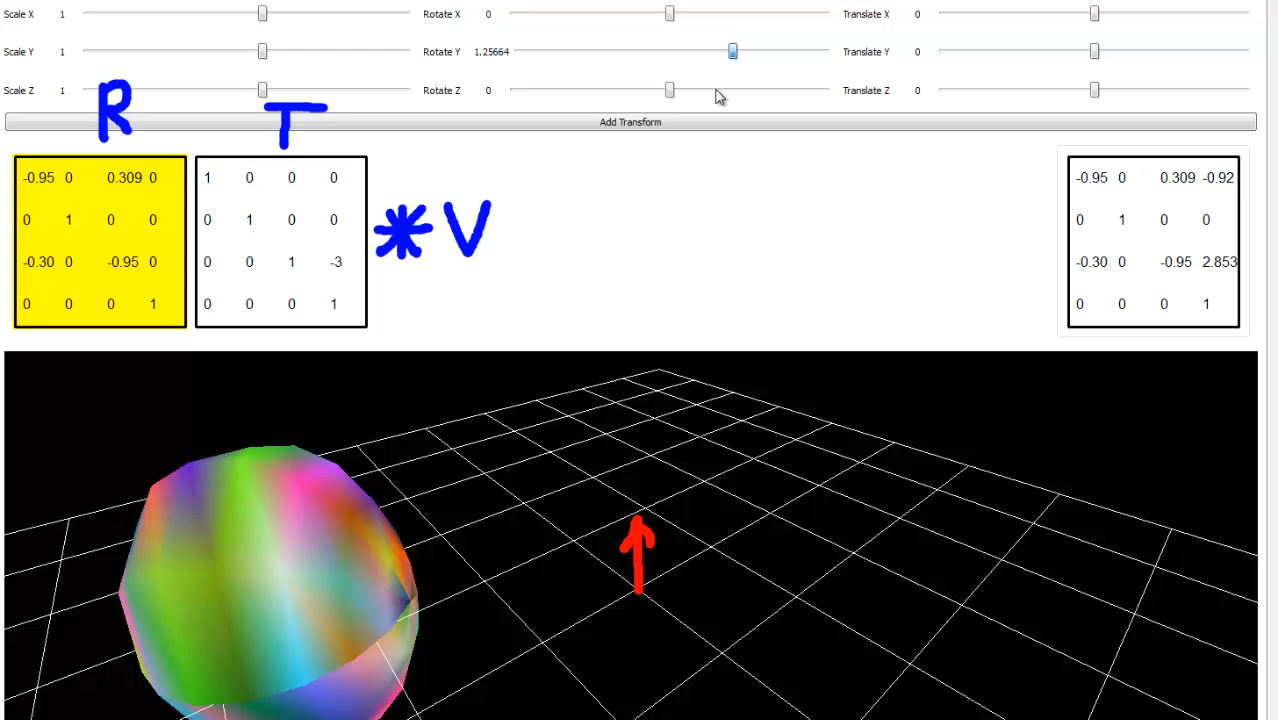 Scale X 1 Rotate X 0 Translate X 0
Scale Y 1 Rotate Y 1.25664 Translate Y 0
Scale Z 1 Rotate Z 0 Translate Z 0
R T
Add Transform
-0.95 0 0.309 0 1 0 0 0 -0.95 0 0.309 -0.92
0 1 0 0 0 1 0 0 * V 0 1 0 0
-0.30 0 -0.95 0 0 0 1 -3 -0.30 0 -0.95 2.853
0 0 0 1 0 0 0 1 0 0 0 1